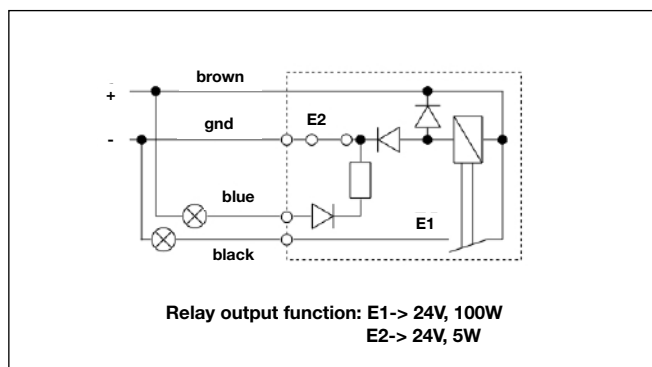 brown
+
gnd
E2
-
blue
E1
black
Relay output function: E1-> 24V, 100W
E2-> 24V, 5W